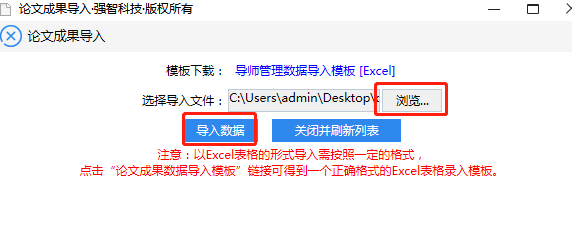 论文成果导入·强智科技·版权所有
论文成果导入
模板下载： 导师管理数据导入模板 [Excel]
选择导入文件： C:\Users\admin\Desktop\ 浏览...
导入数据 关闭并刷新列表
注意：以Excel表格的形式导入需按照一定的格式，
点击“论文成果数据导入模板”链接可得到一个正确格式的Excel表格录入模板。